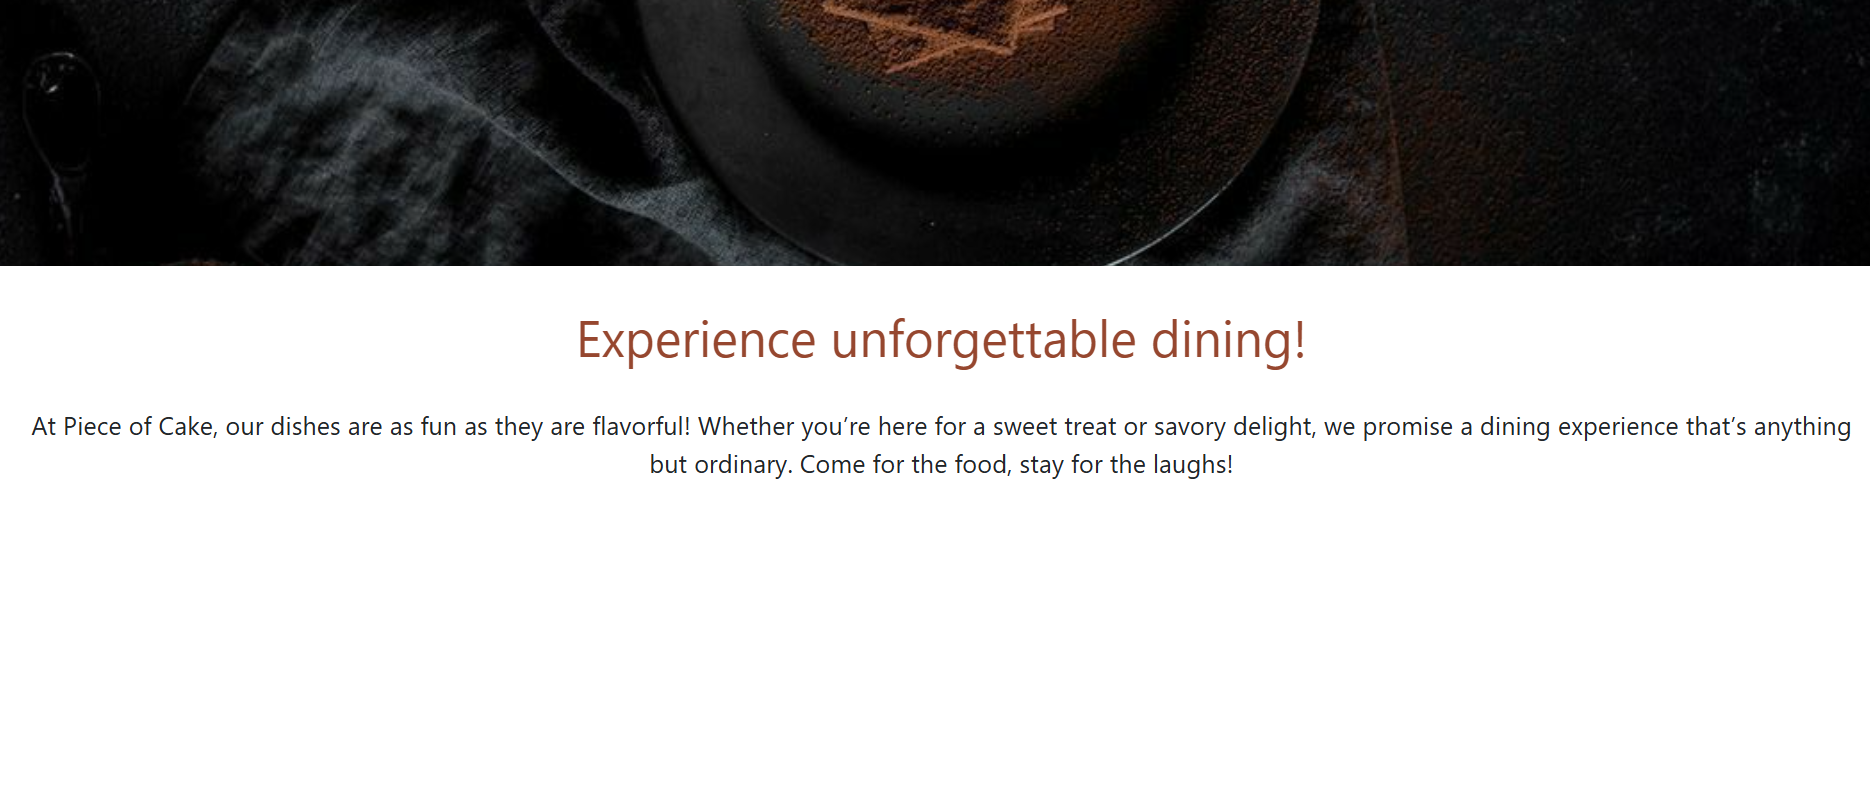 Experience unforgettable dining!
At Piece of Cake, our dishes are as fun as they are flavorful! Whether you’re here for a sweet treat or savory delight, we promise a dining experience that’s anything
but ordinary. Come for the food, stay for the laughs!